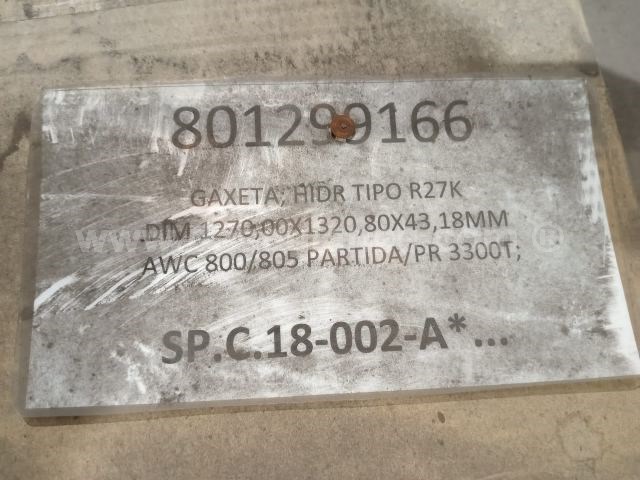 801299166
GAXETA; HIDR TIPO R27K
DIM 1270,00X1320,80X43,18MM
AWC 800/805 PARTIDA/PR 3300T;
SP.C.18-002-A*...